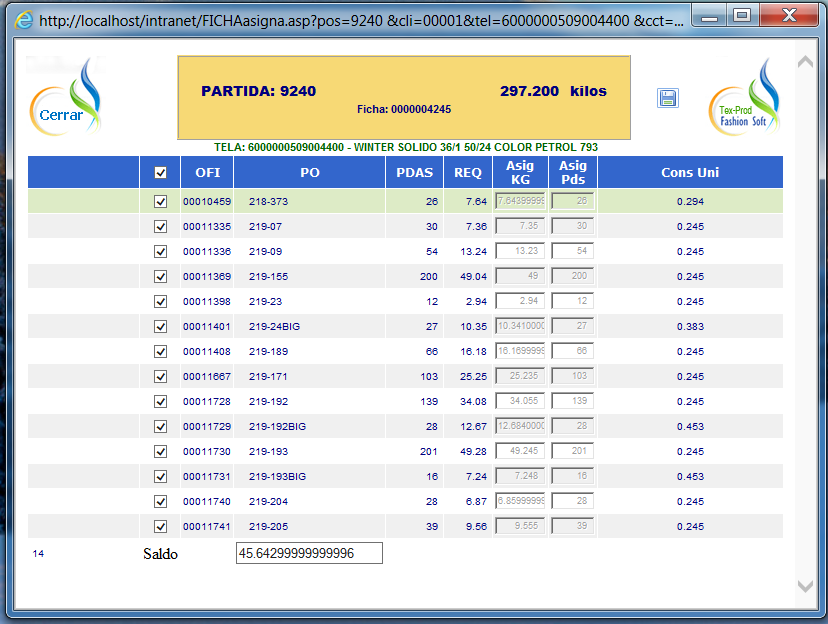 http://localhost/intranet/FICHAasigna.asp?pos=9240 &cli=00001&tel=6000000509004400 &cct=...
Cerrar
PARTIDA: 9240 297.200 kilos
Ficha: 0000004245
Tex-Prod
Fashion Soft
TELA: 6000000509004400 - WINTER SOLIDO 36/1 50/24 COLOR PETROL 793
OFI PO PDAS REQ Asig KG Asig Pds Cons Uni
00010459 218-373 26 7.64 7.64399999 26 0.294
00011335 219-07 30 7.36 7.35 30 0.245
00011336 219-09 54 13.24 13.23 54 0.245
00011369 219-155 200 49.04 49 200 0.245
00011398 219-23 12 2.94 2.94 12 0.245
00011401 219-24BIG 27 10.35 10.3410000 27 0.383
00011408 219-189 66 16.18 16.1699999 66 0.245
00011667 219-171 103 25.25 25.235 103 0.245
00011728 219-192 139 34.08 34.055 139 0.245
00011729 219-192BIG 28 12.67 12.6840000 28 0.453
00011730 219-193 201 49.28 49.245 201 0.245
00011731 219-193BIG 16 7.24 7.248 16 0.453
00011740 219-204 28 6.87 6.85999999 28 0.245
00011741 219-205 39 9.56 9.555 39 0.245
14 Saldo 45.64299999999996